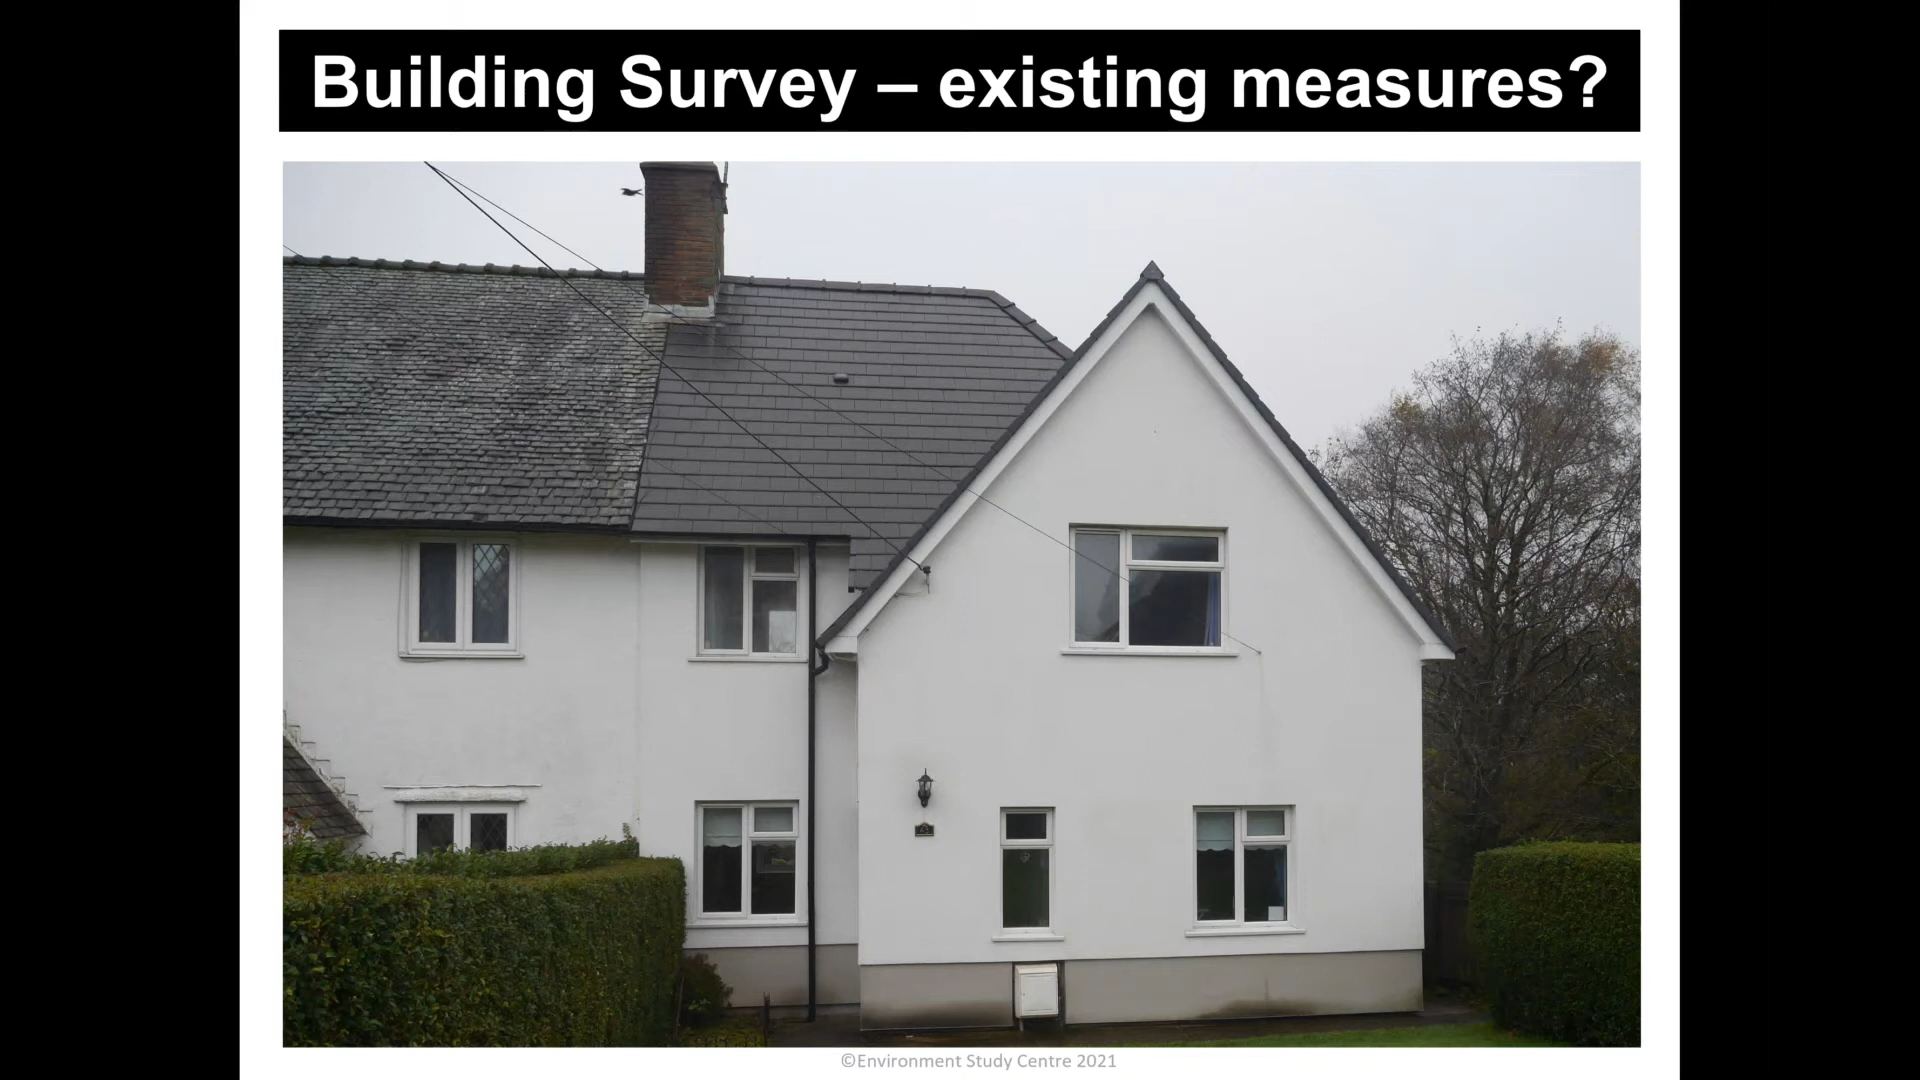 Building Survey – existing measures?
©Environment Study Centre 2021